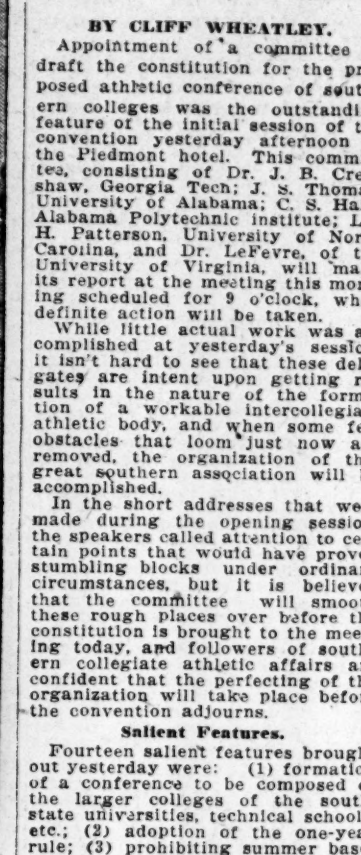 BY CLIFF WHEATLEY.
Appointment of a committee
draft the constitution for the pr
posed athletic conference of sout
ern colleges was the outstandi
feature of the initial session of t
convention yesterday afternoon
the Piedmont hotel. This comm
tee, consisting of Dr. J. B. Cre
shaw, Georgia Tech; J. S. Thoma
University of Alabama; C. S. Ha
Alabama Polytechnic institute; L
H. Patterson, University of Nor
Carolina, and Dr. LeFevre, of t
University of Virginia, will ma
its report at the meeting this mor
ing scheduled for 9 o'clock, wh
definite action will be taken.
While little actual work was a
complished at yesterday's sessio
it isn't hard to see that these del
gates are intent upon getting r
sults in the nature of the form
tion of a workable intercollegia
athletic body, and when some fe
obstacles that loom just now a
removed, the organization of th
great southern association will
accomplished.
In the short addresses that we
made during the opening sessio
the speakers called attention to ce
tain points that would have prove
stumbling blocks under ordinar
circumstances, but it is believe
that the committee will smoo
these rough places over before th
constitution is brought to the mee
ing today, and followers of sout
ern collegiate athletic affairs a
confident that the perfecting of th
organization will take place befor
the convention adjourns.
Salient Features.
Fourteen salient features brough
out yesterday were: (1) formatio
of a conference to be composed
the larger colleges of the sout
state universities, technical school
etc.; (2) adoption of the one-yea
rule; (3) prohibiting summer bas